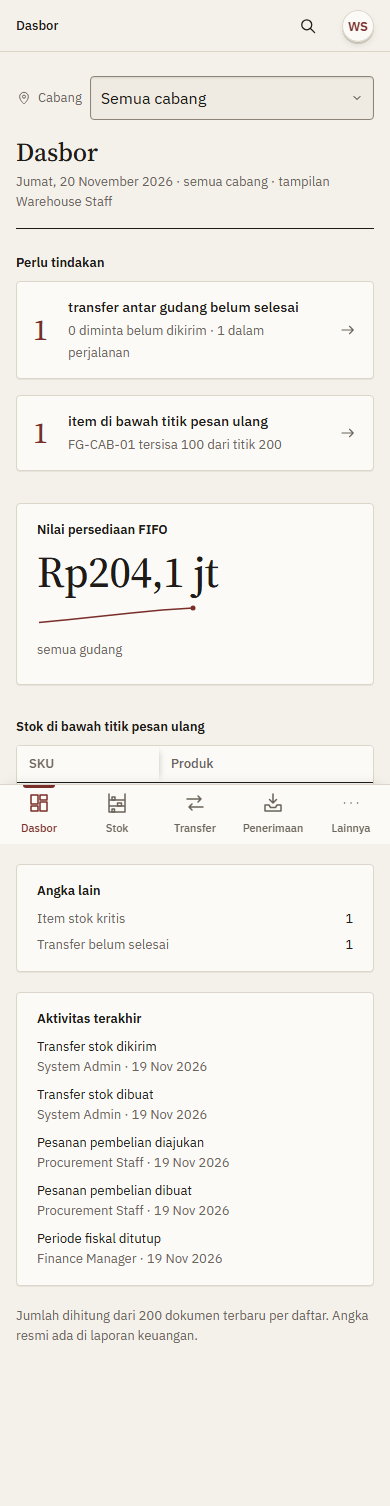 Dasbor
WS
Cabang
Semua cabang
Dasbor
Jumat, 20 November 2026 · semua cabang · tampilan
Warehouse Staff
Perlu tindakan
1
transfer antar gudang belum selesai
0 diminta belum dikirim · 1 dalam
perjalanan
1
item di bawah titik pesan ulang
FG-CAB-01 tersisa 100 dari titik 200
Nilai persediaan FIFO
Rp204,1 jt
semua gudang
Stok di bawah titik pesan ulang
SKU Produk
Dasbor Stok Transfer Penerimaan Lainnya
Angka lain
Item stok kritis 1
Transfer belum selesai 1
Aktivitas terakhir
Transfer stok dikirim
System Admin · 19 Nov 2026
Transfer stok dibuat
System Admin · 19 Nov 2026
Pesanan pembelian diajukan
Procurement Staff · 19 Nov 2026
Pesanan pembelian dibuat
Procurement Staff · 19 Nov 2026
Periode fiskal ditutup
Finance Manager · 19 Nov 2026
Jumlah dihitung dari 200 dokumen terbaru per daftar. Angka
resmi ada di laporan keuangan.